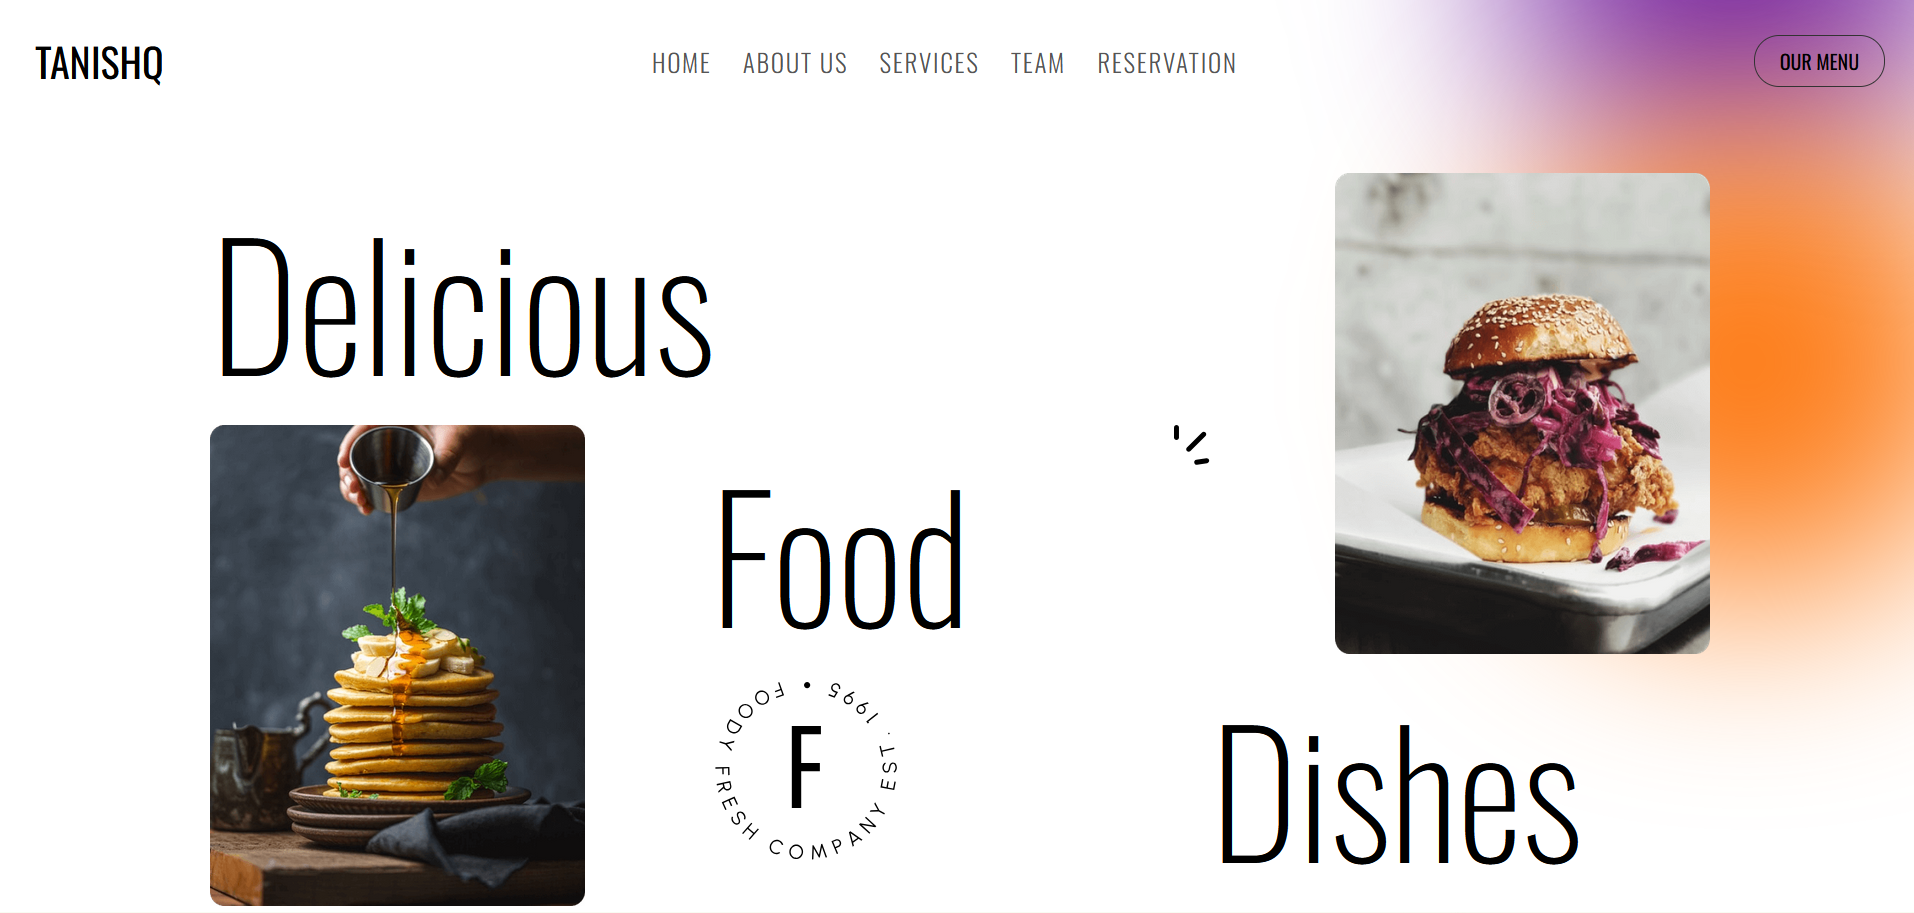 TANISHQ
HOME ABOUT US SERVICES TEAM RESERVATION
OUR MENU
Delicious
Food
FOODY FRESH COMPANY EST . 1995 •
F
Dishes